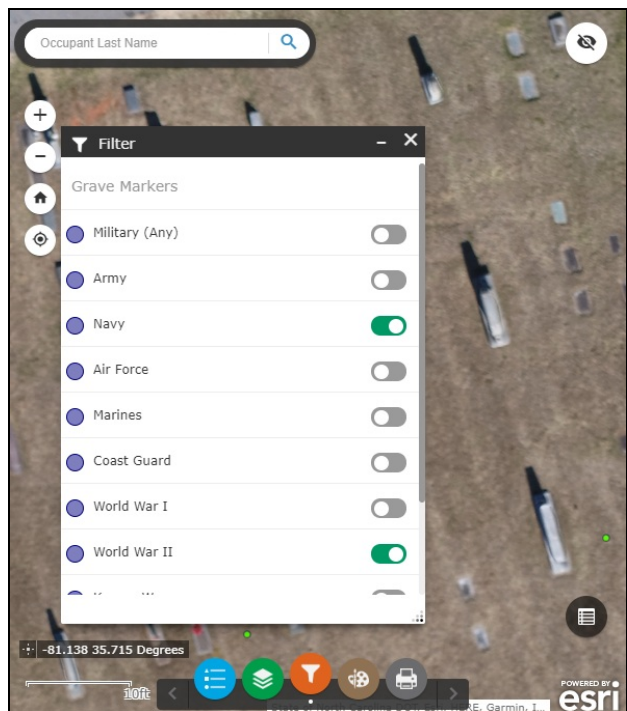 Occupant Last Name
Filter
Grave Markers
Military (Any)
Army
Navy
Air Force
Marines
Coast Guard
World War I
World War II
-81.138 35.715 Degrees
10ft
POWERED BY
esri